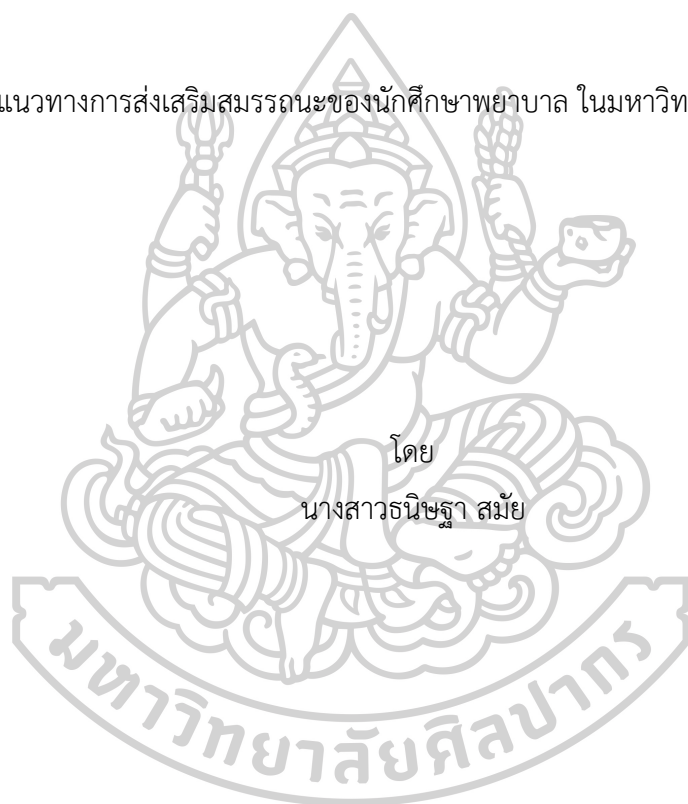 แนวทางการส่งเสริมสมรรถนะของนักศึกษาพยาบาล ในมหาวิท
โดย
นางสาวธนิษฐา สมัย
มหาวิทยาลัยศิลปากร